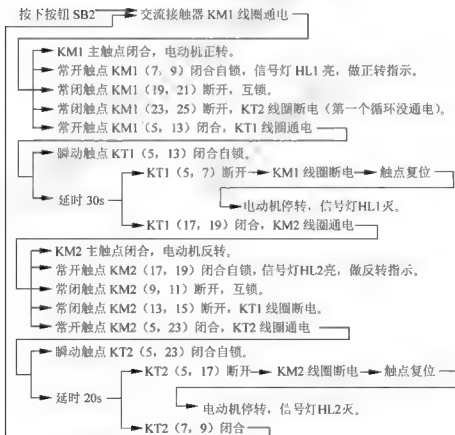 按下按钮 SB2 交流接触器 KM1 线圈通电
KM1 主触点闭合，电动机正转。
常开触点 KM1（7，9）闭合自锁，信号灯 HL1 亮，做正转指示。
常闭触点 KM1（19，21）断开，互锁。
常闭触点 KM1（23，25）断开，KT2 线圈断电（第一个循环没通电）。
常开触点 KM1（5，13）闭合，KT1 线圈通电
瞬动触点 KT1（5，13）闭合自锁。
KT1（5，7）断开 KM1 线圈断电 触点复位
延时 30s
电动机停转，信号灯HL1灭。
KT1（17，19）闭合，KM2 线圈通电
KM2 主触点闭合，电动机反转。
常开触点 KM2（17，19）闭合自锁，信号灯HL2亮，做反转指示。
常闭触点 KM2（9，11）断开，互锁。
常闭触点 KM2（13，15）断开，KT1 线圈断电。
常开触点 KM2（5，23）闭合，KT2 线圈通电
瞬动触点 KT2（5，23）闭合自锁。
KT2（5，17）断开 KM2 线圈断电 触点复位
延时 20s
电动机停转，信号灯HL2灭。
KT2（7，9）闭合